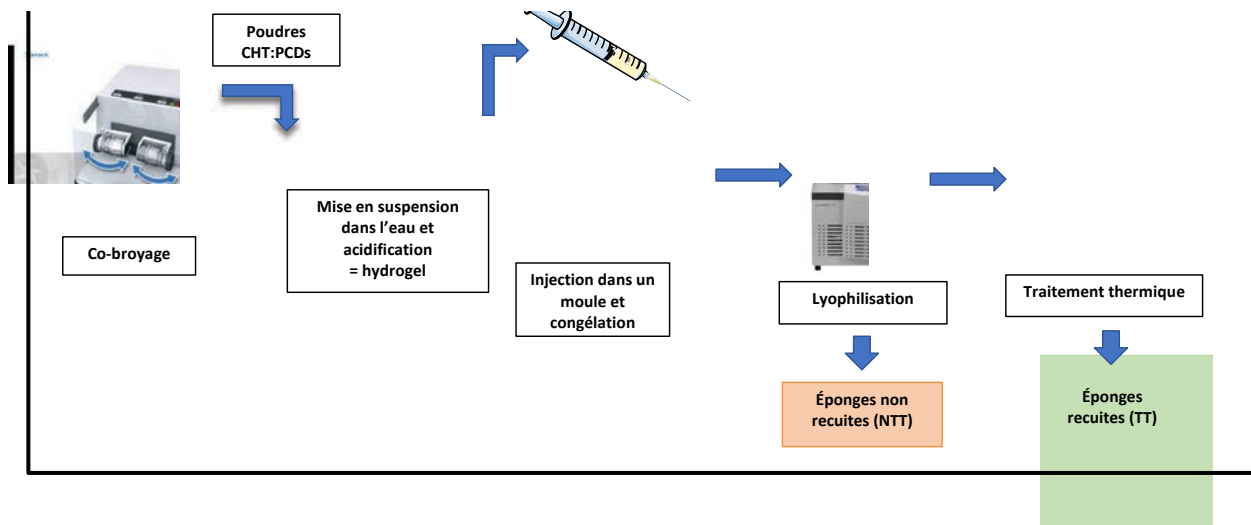 Poudres
CHT:PCDs
Co-broyage
Mise en suspension
dans l’eau et
acidification
= hydrogel
Injection dans un
moule et
congélation
Lyophilisation
Traitement thermique
Éponges non
recuites (NTT)
Éponges
recuites (TT)